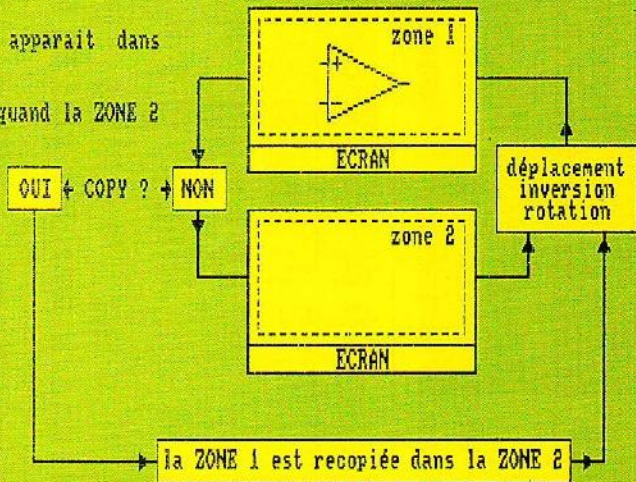 apparait dans
quand la ZONE 2
zone 1
ECRAN
OUI ← COPY ? → NON
déplacement
inversion
rotation
zone 2
ECRAN
la ZONE 1 est recopiée dans la ZONE 2